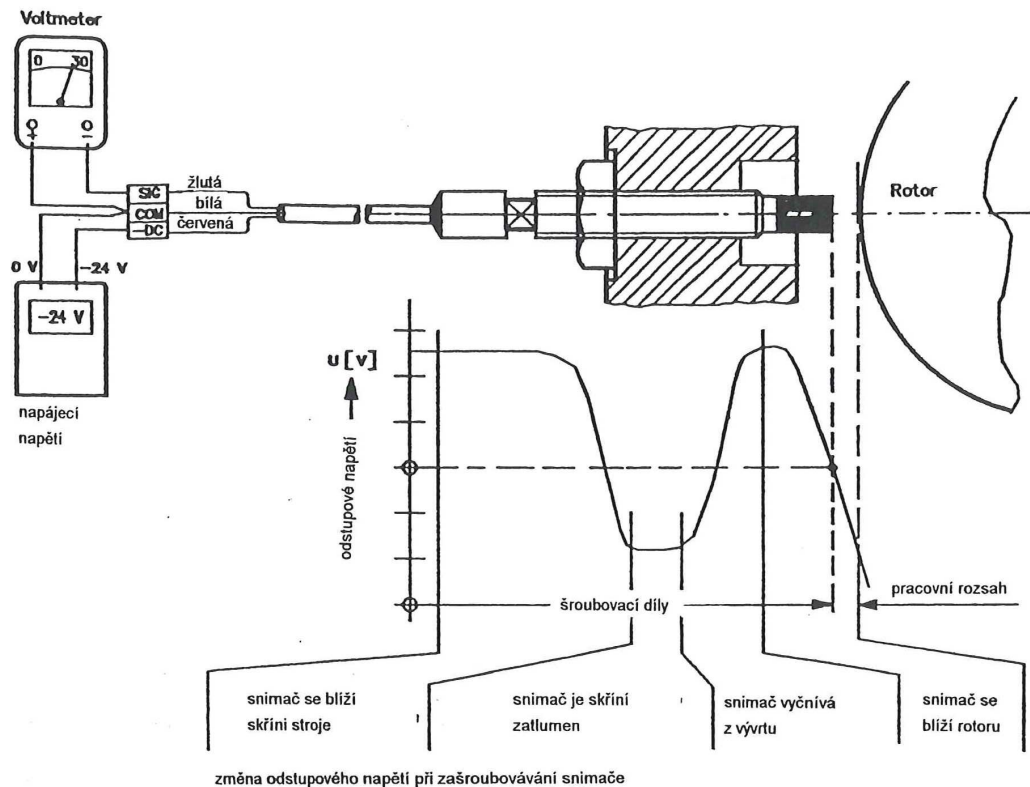 Voltmeter
0 30
+ −
SIG
COM
−DC
žlutá
bílá
červená
0 V −24 V
−24 V
napájecí
napětí
Rotor
U [V]
odstupové napětí
šroubovací díly
pracovní rozsah
snimač se blíží
skříni stroje
snimač je skříní
zatlumen
snimač vyčnívá
z vývrtu
snimač se
blíží rotoru
změna odstupového napětí při zašroubovávání snimače